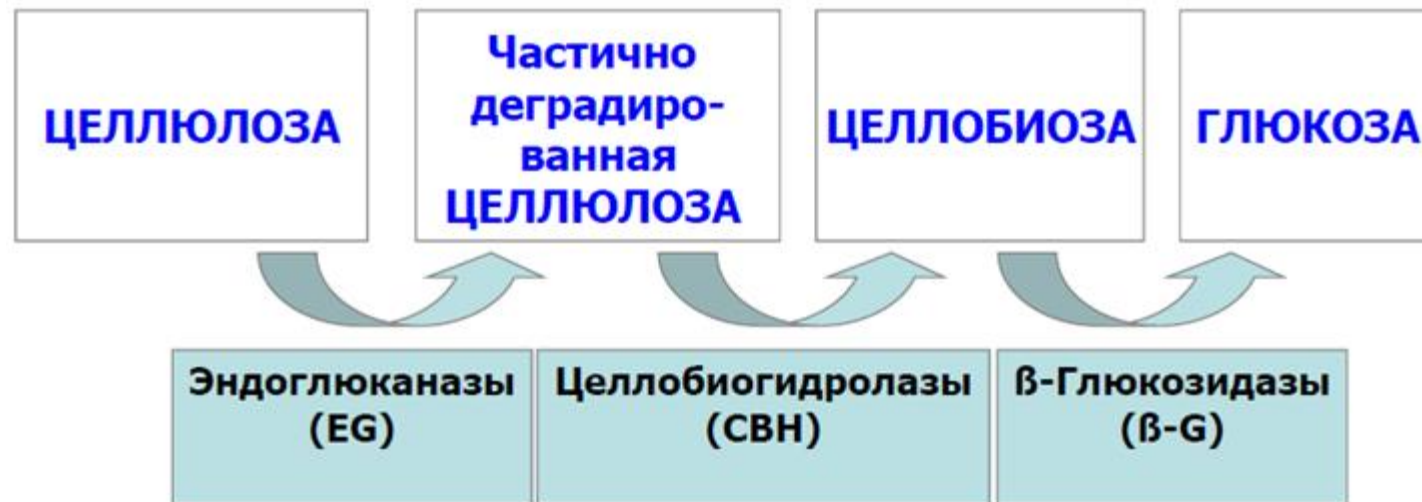 ЦЕЛЛЮЛОЗА
Частично
деградиро-
ванная
ЦЕЛЛЮЛОЗА
ЦЕЛЛОБИОЗА
ГЛЮКОЗА
Эндоглюканазы
(EG)
Целлобиогидролазы
(CBH)
ß-Глюкозидазы
(ß-G)